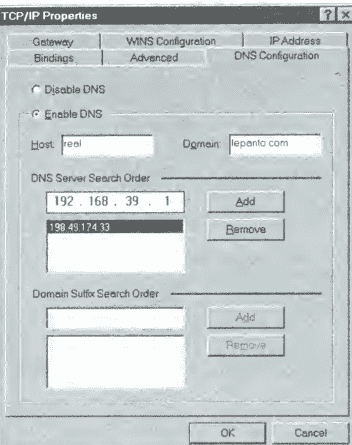 TCP/IP Properties
Gateway WINS Configuration IP Address
Bindings Advanced DNS Configuration
Disable DNS
Enable DNS
Host: real Domain: lepanto.com
DNS Server Search Order
192 . 168 . 39 . 1 Add
198.49.174.33 Remove
Domain Suffix Search Order
Add
Remove
OK Cancel